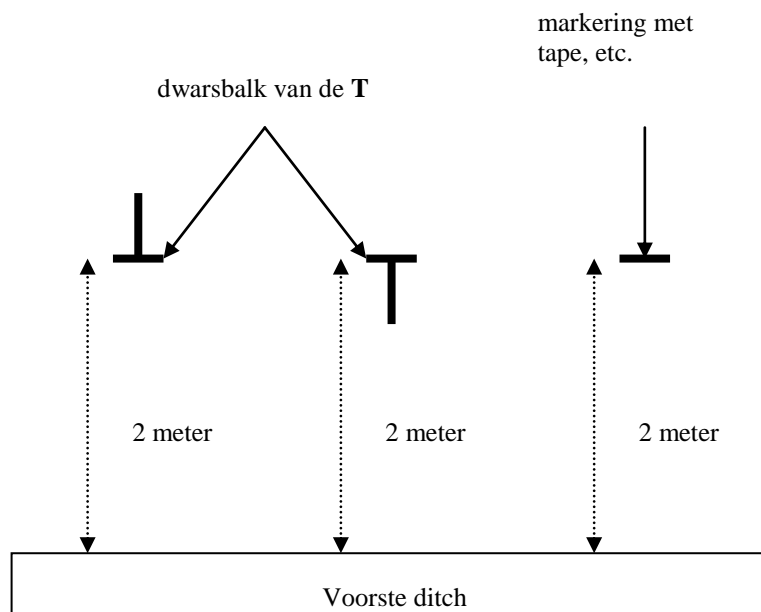 markering met
tape, etc.
dwarsbalk van de T
2 meter
2 meter
2 meter
Voorste ditch